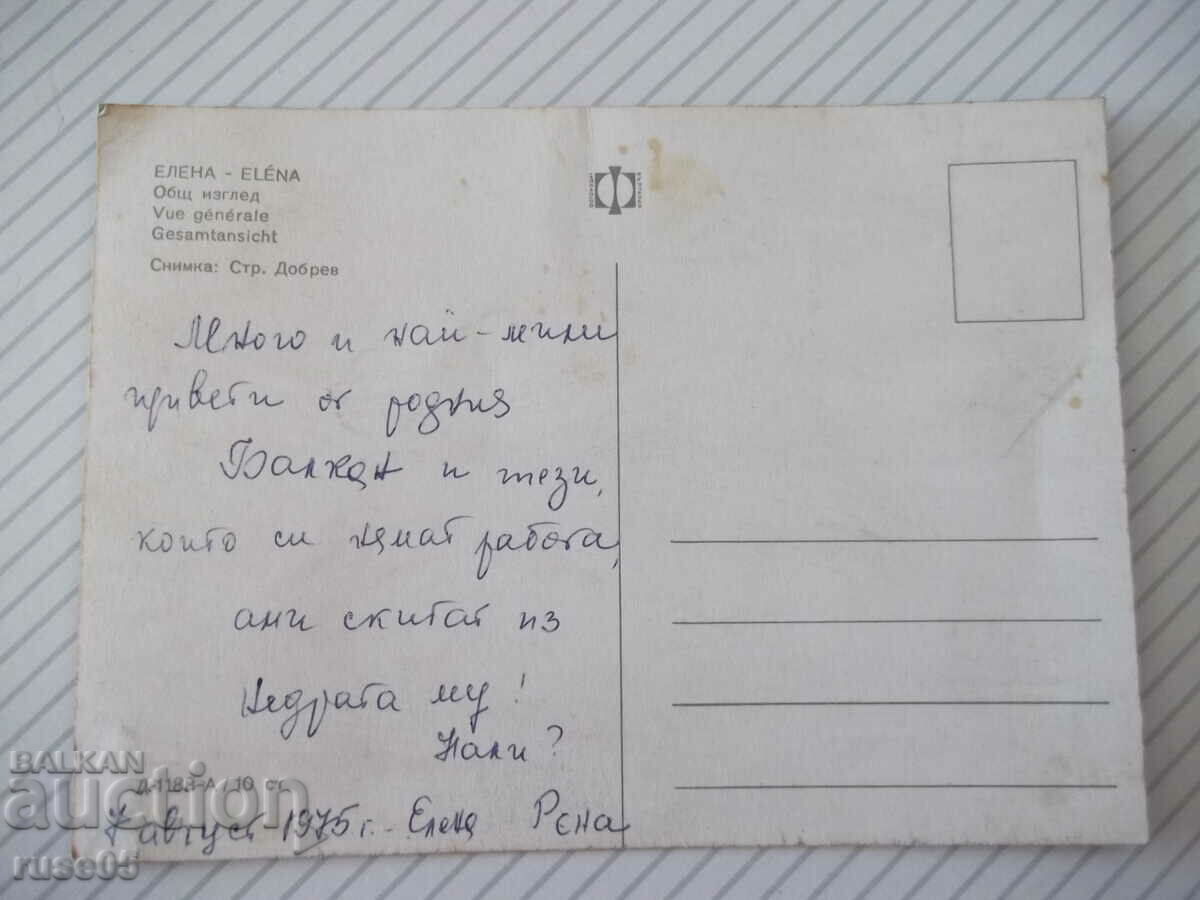 ЕЛЕНА - ELÉNA
Общ изглед
Vue générale
Gesamtansicht
Снимка: Стр. Добрев
Много и най-мили
привети от родния
Балкан и тези,
които си нямат работа,
ами скитат из
недрата му!
Нали?
Д-1183-А / 10 ст.
7 август-1975 г. - Елена Рена
BALKAN
auction
ruse05